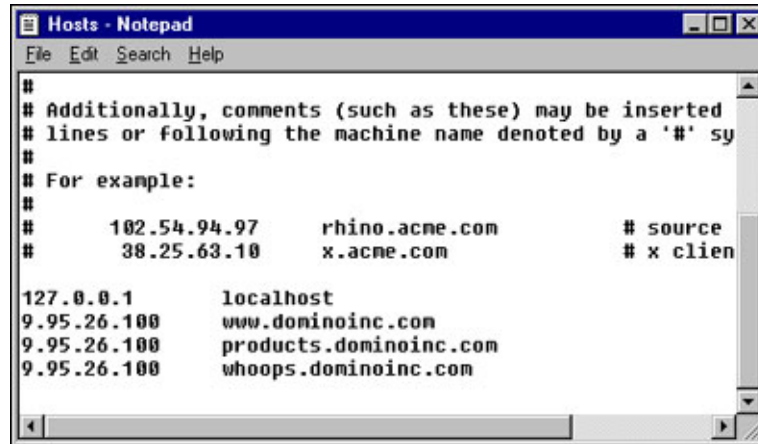 Hosts - Notepad
File Edit Search Help
#
# Additionally, comments (such as these) may be inserted
# lines or following the machine name denoted by a '#' sy
#
# For example:
#
# 102.54.94.97 rhino.acme.com # source
# 38.25.63.10 x.acme.com # x clien
127.0.0.1 localhost
9.95.26.100 www.dominoinc.com
9.95.26.100 products.dominoinc.com
9.95.26.100 whoops.dominoinc.com